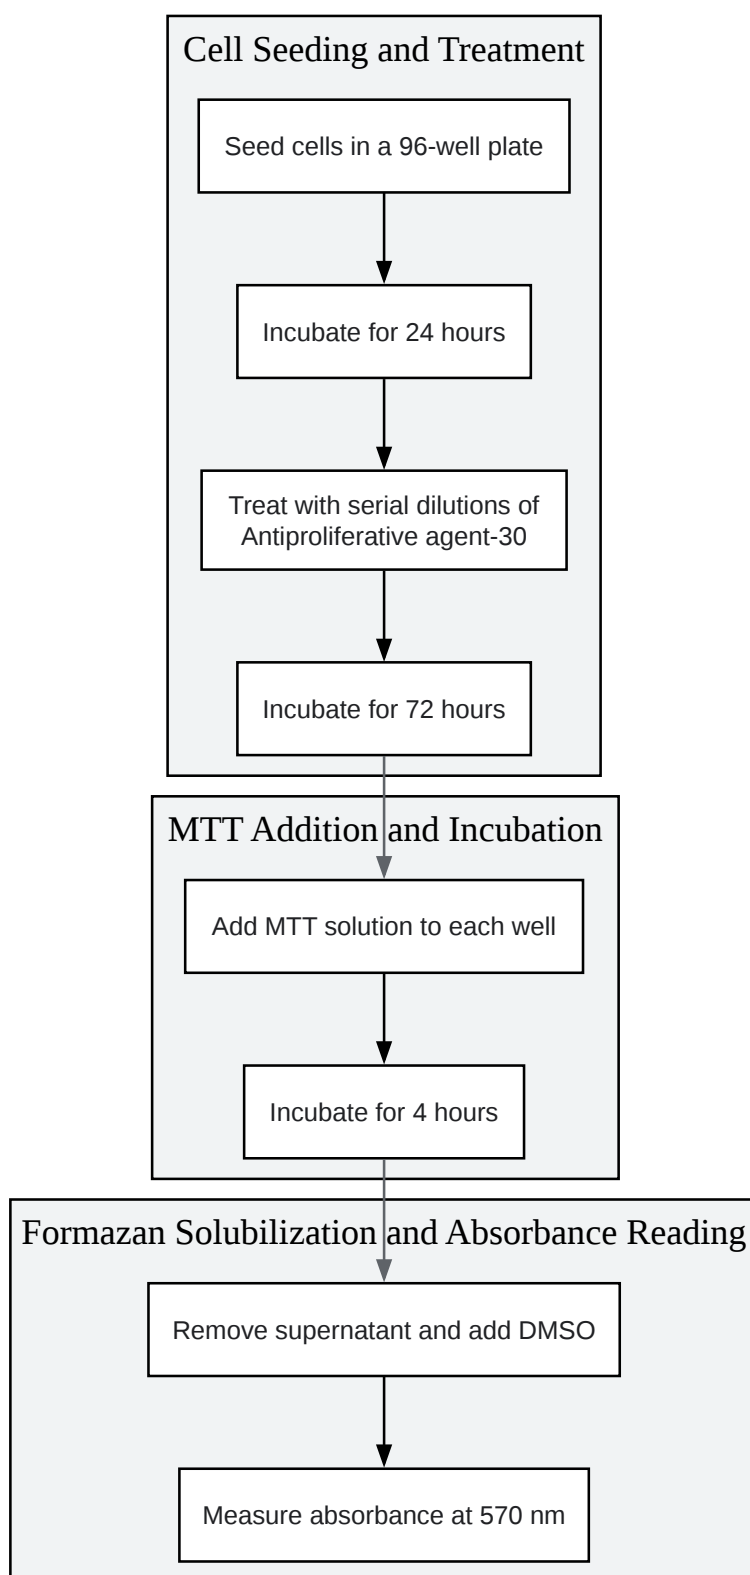 Cell Seeding and Treatment
Seed cells in a 96-well plate
Incubate for 24 hours
Treat with serial dilutions of
Antiproliferative agent-30
Incubate for 72 hours
MTT Addition and Incubation
Add MTT solution to each well
Incubate for 4 hours
Formazan Solubilization and Absorbance Reading
Remove supernatant and add DMSO
Measure absorbance at 570 nm